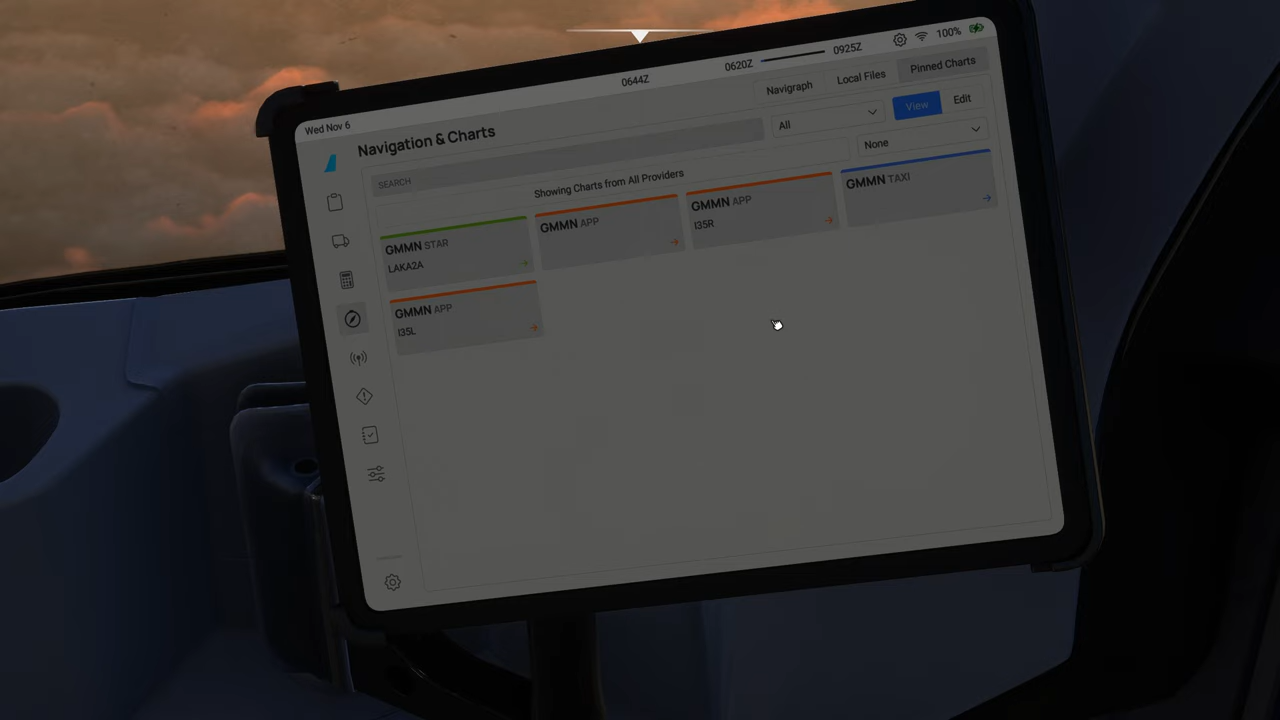 Wed Nov 6
0644Z
0620Z
0925Z
100%
Navigation & Charts
Navigraph
Local Files
Pinned Charts
SEARCH
All
View
Edit
None
Showing Charts from All Providers
GMMN STAR
LAKA2A
GMMN APP
GMMN APP
I35R
GMMN TAXI
GMMN APP
I35L